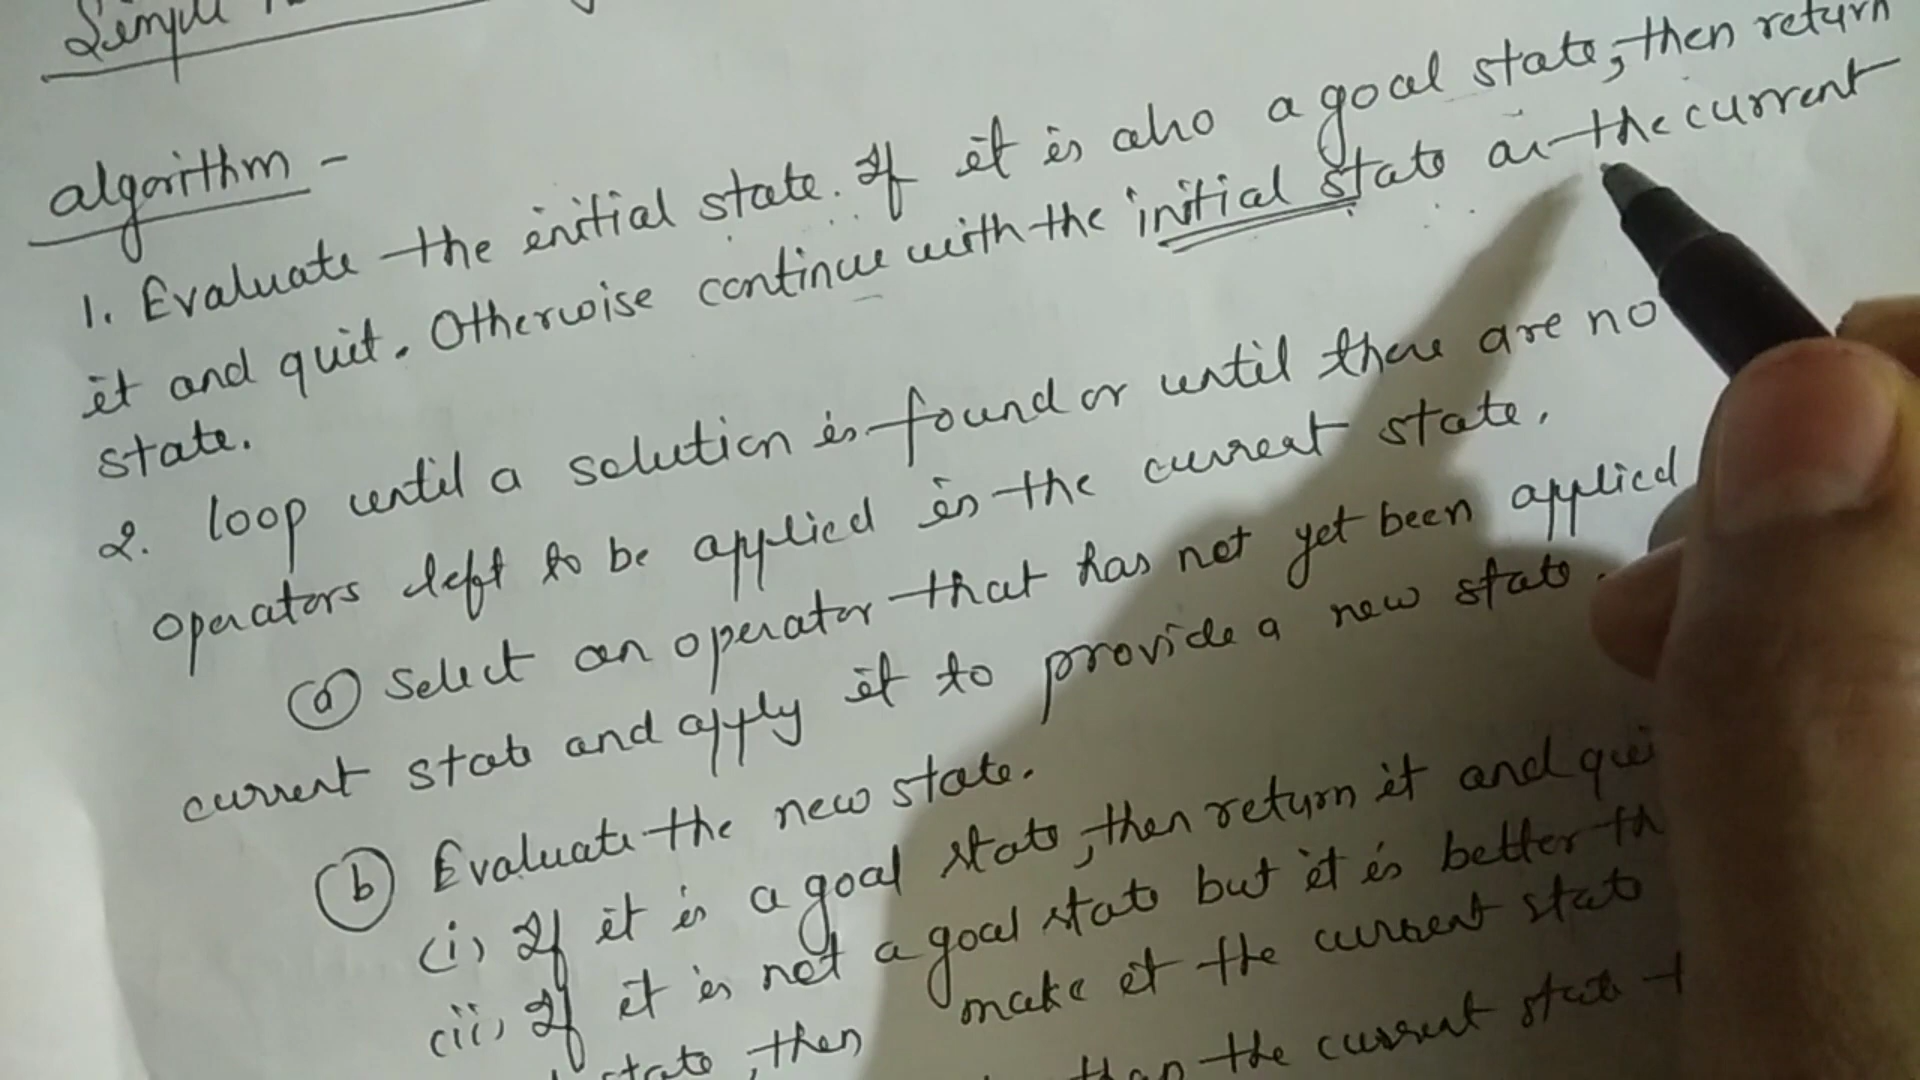 Simple
algorithm -
1. Evaluate the initial state. If it is also a goal state, then return
it and quit. Otherwise continue with the initial state as the current
state.
2. loop until a solution is found or until there are no
operators left to be applied in the current state.
(a) Select an operator that has not yet been applied
current state and apply it to provide a new state.
(b) Evaluate the new state.
(i) If it is a goal state, then return it and qui
(ii) If it is not a goal state but it is better th
state, then make it the current state
than the current state